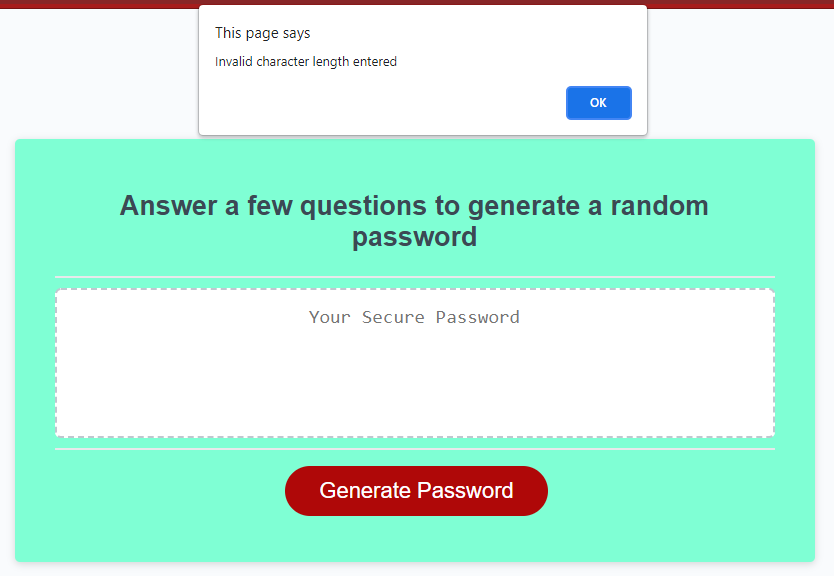 This page says
Invalid character length entered
OK
Answer a few questions to generate a random
password
Your Secure Password
Generate Password